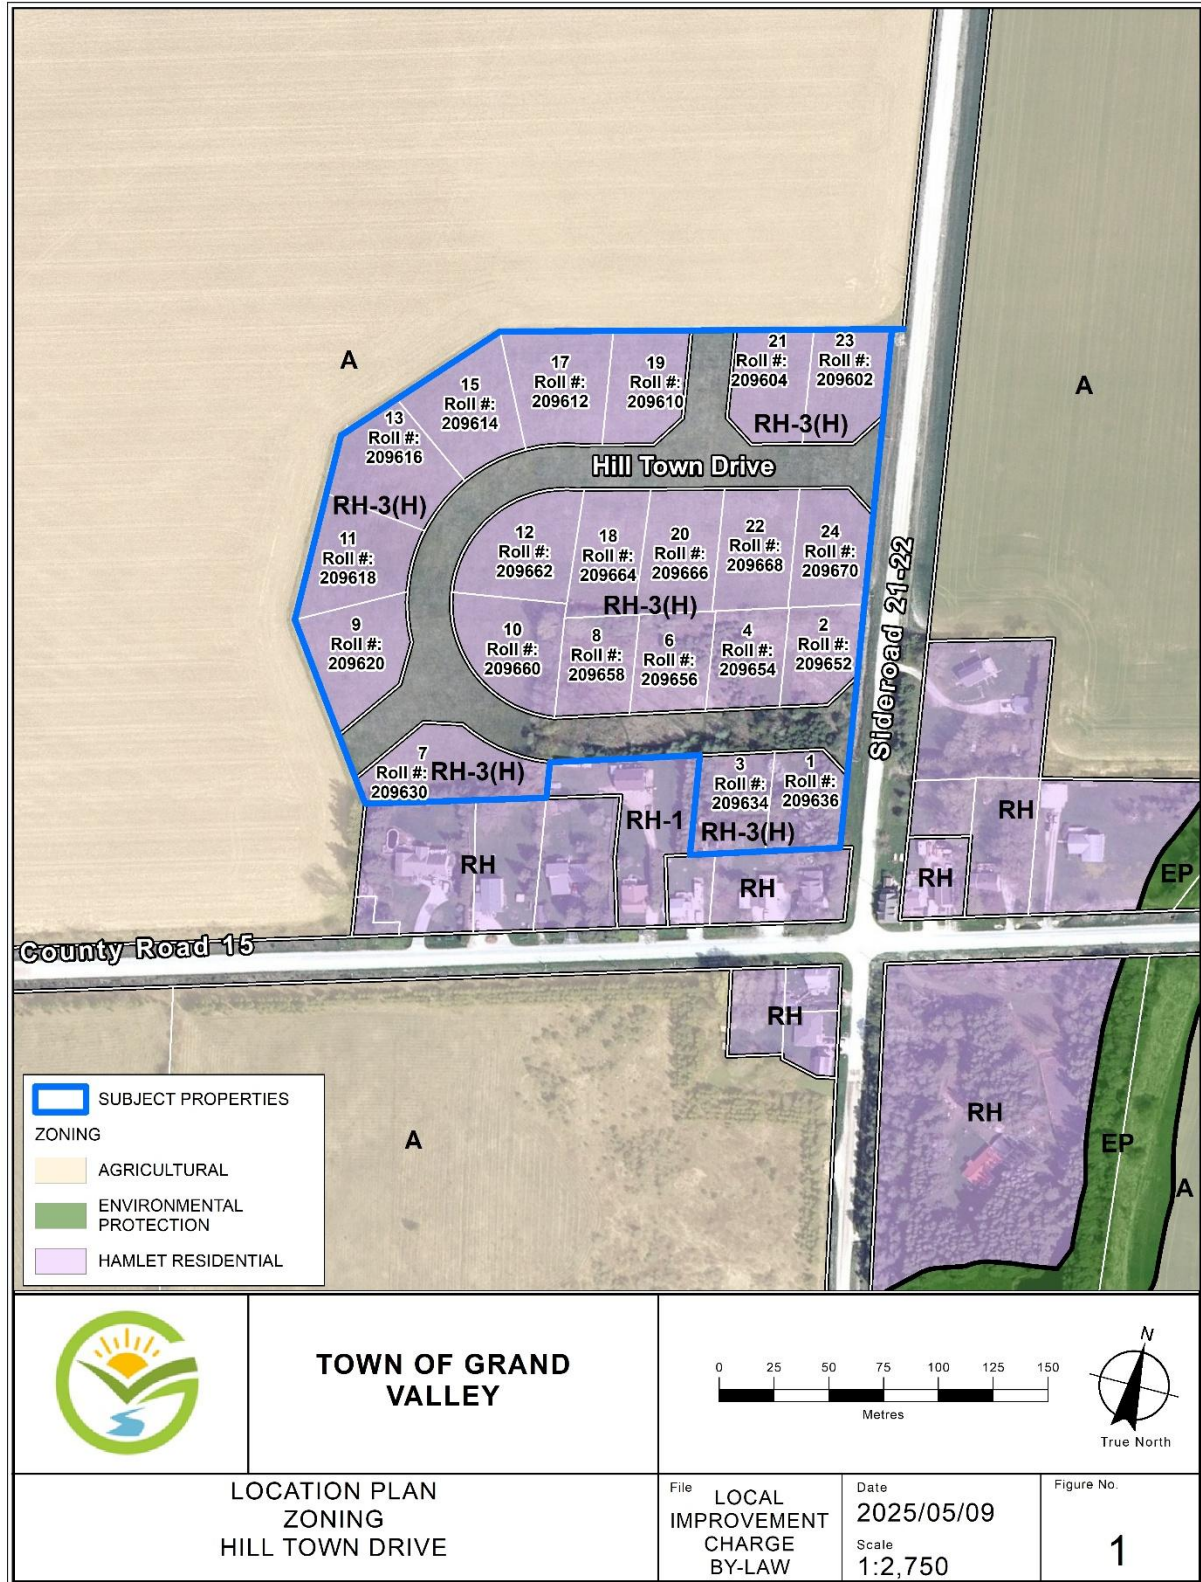 A
A
17
Roll #:
209612
19
Roll #:
209610
21
Roll #:
209604
23
Roll #:
209602
15
Roll #:
209614
13
Roll #:
209616
RH-3(H)
Hill Town Drive
RH-3(H)
11
Roll #:
209618
12
Roll #:
209662
18
Roll #:
209664
20
Roll #:
209666
22
Roll #:
209668
24
Roll #:
209670
RH-3(H)
9
Roll #:
209620
10
Roll #:
209660
8
Roll #:
209658
6
Roll #:
209656
4
Roll #:
209654
2
Roll #:
209652
Sideroad 21-22
7
Roll #:
209630
RH-3(H)
3
Roll #:
209634
1
Roll #:
209636
RH-1
RH-3(H)
RH
RH
RH
RH
EP
County Road 15
RH
RH
EP
A
A
SUBJECT PROPERTIES
ZONING
AGRICULTURAL
ENVIRONMENTAL
PROTECTION
HAMLET RESIDENTIAL
TOWN OF GRAND
VALLEY
0 25 50 75 100 125 150
Metres
N
True North
LOCATION PLAN
ZONING
HILL TOWN DRIVE
File
LOCAL
IMPROVEMENT
CHARGE
BY-LAW
Date
2025/05/09
Scale
1:2,750
Figure No.
1